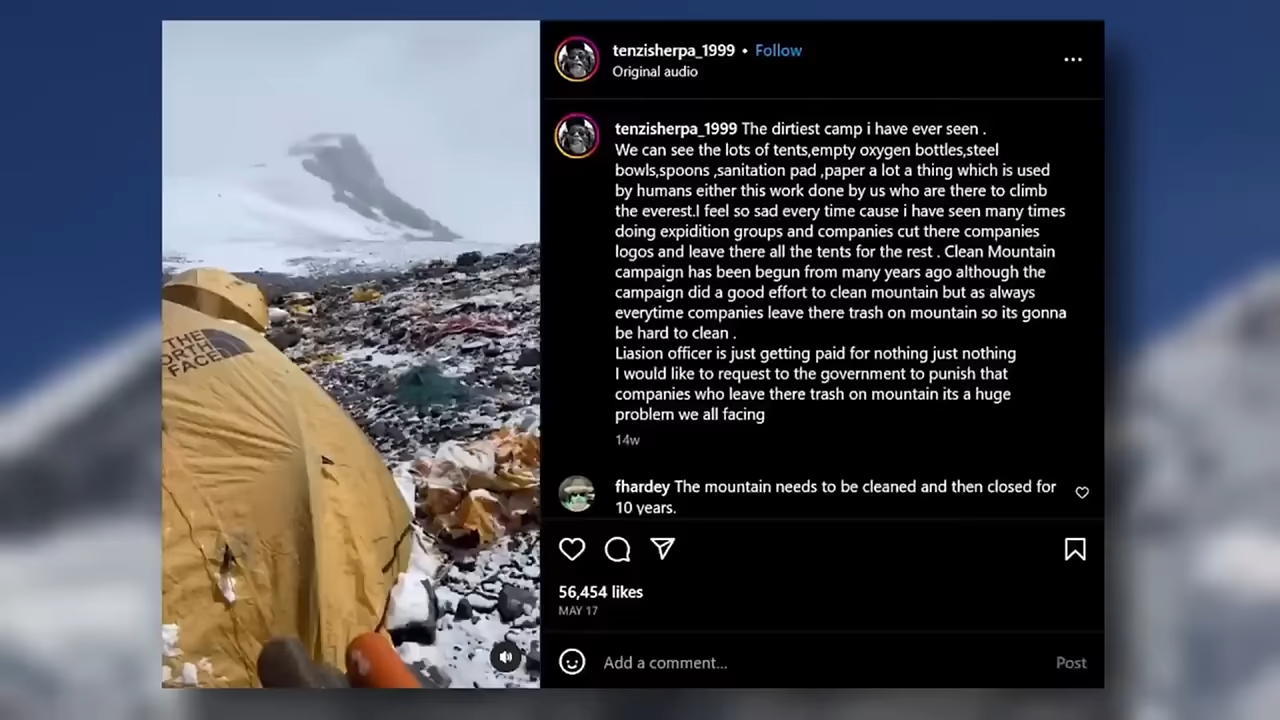 THE
NORTH
FACE
tenzisherpa_1999 • Follow
Original audio
tenzisherpa_1999 The dirtiest camp i have ever seen .
We can see the lots of tents,empty oxygen bottles,steel
bowls,spoons ,sanitation pad ,paper a lot a thing which is used
by humans either this work done by us who are there to climb
the everest.I feel so sad every time cause i have seen many times
doing expidition groups and companies cut there companies
logos and leave there all the tents for the rest . Clean Mountain
campaign has been begun from many years ago although the
campaign did a good effort to clean mountain but as always
everytime companies leave there trash on mountain so its gonna
be hard to clean .
Liasion officer is just getting paid for nothing just nothing
I would like to request to the government to punish that
companies who leave there trash on mountain its a huge
problem we all facing
14w
fhardey The mountain needs to be cleaned and then closed for
10 years.
56,454 likes
MAY 17
Add a comment...
Post